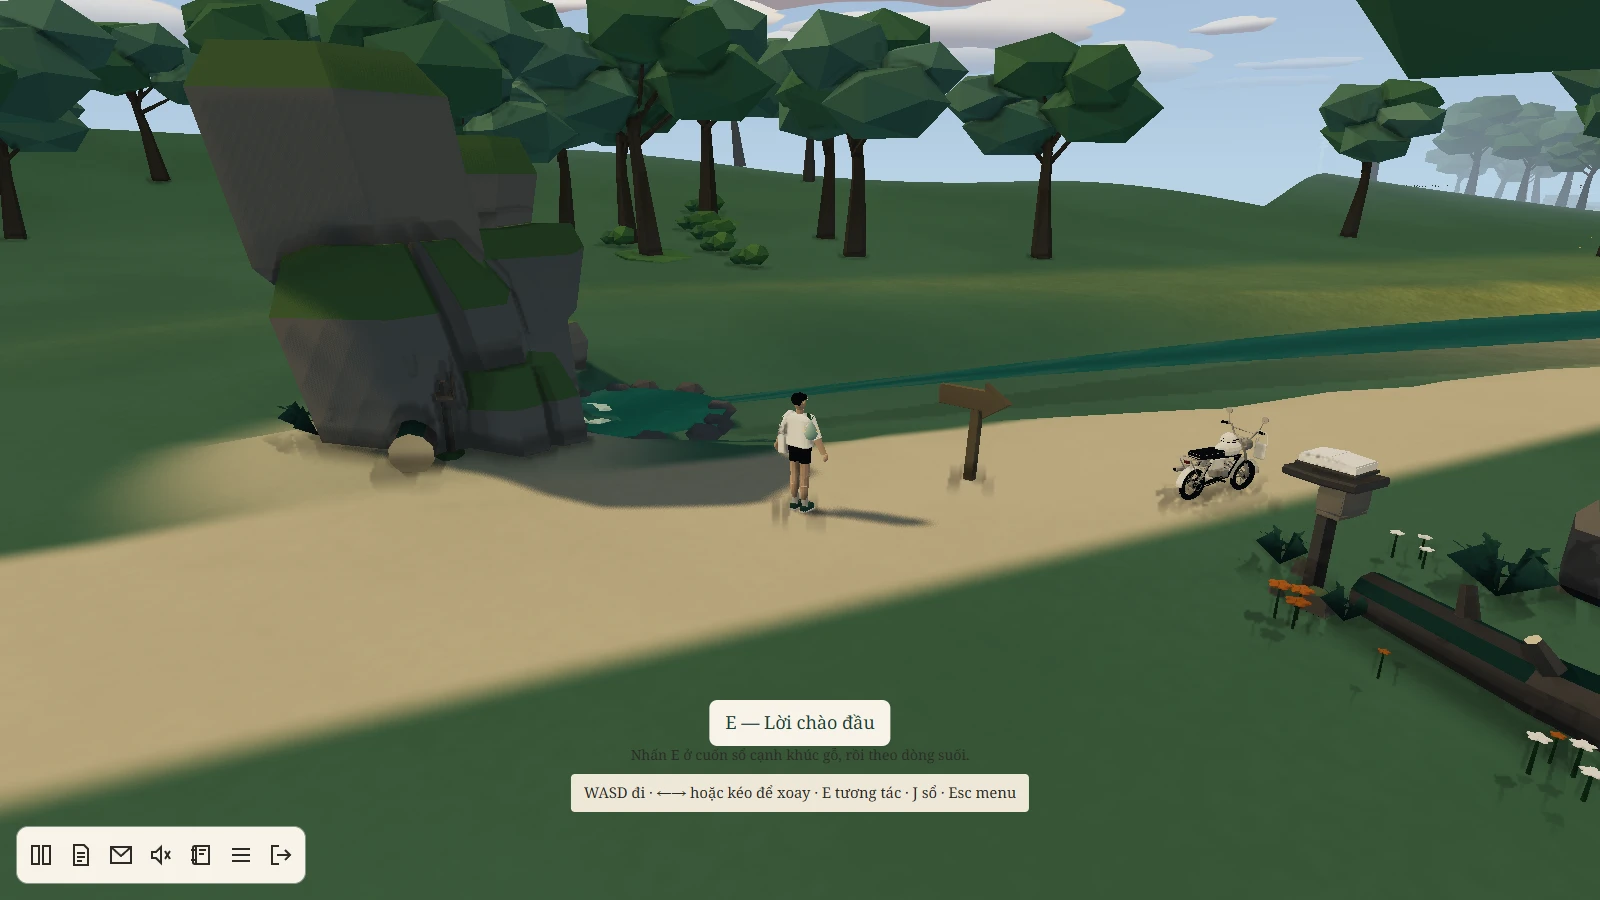 E — Lời chào đầu
Nhấn E ở cuốn sổ cạnh khúc gỗ, rồi theo dòng suối.
WASD đi · ←→ hoặc kéo để xoay · E tương tác · J sổ · Esc menu